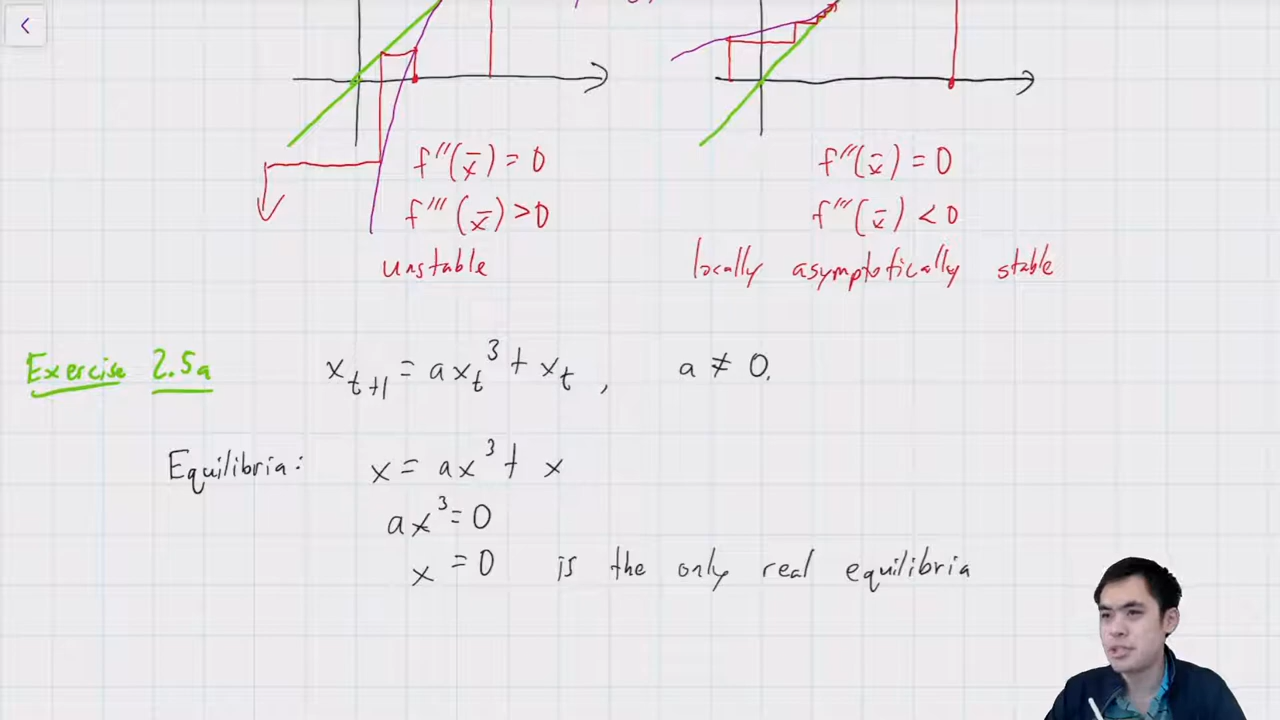 f''(x̄) = 0
f'''(x̄) > 0
unstable
f''(x̄) = 0
f'''(x̄) < 0
locally asymptotically stable
Exercise 2.5a x_{t+1} = ax_t^3 + x_t , a ≠ 0.
Equilibria: x = ax^3 + x
ax^3 = 0
x = 0 is the only real equilibria